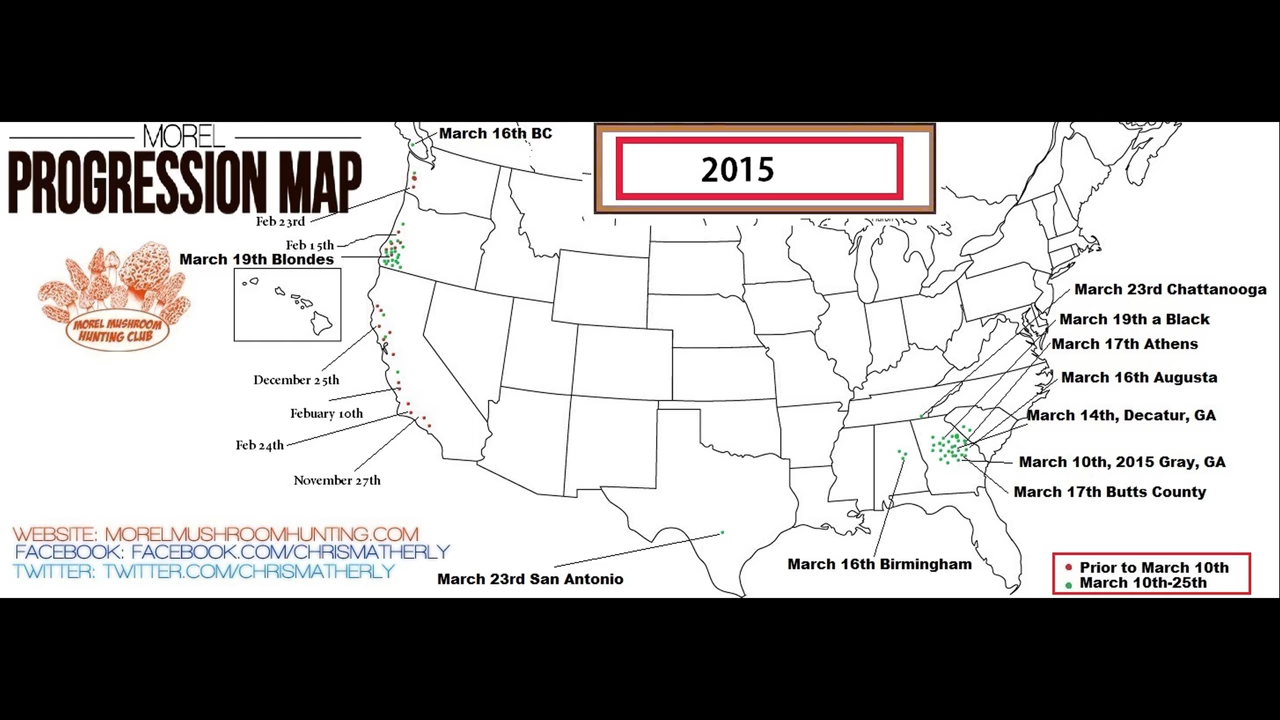 MOREL
PROGRESSION MAP
2015
March 16th BC
Feb 23rd
Feb 15th
March 19th Blondes
MOREL MUSHROOM
HUNTING CLUB
December 25th
Febuary 10th
Feb 24th
November 27th
March 23rd Chattanooga
March 19th a Black
March 17th Athens
March 16th Augusta
March 14th, Decatur, GA
March 10th, 2015 Gray, GA
March 17th Butts County
March 16th Birmingham
March 23rd San Antonio
WEBSITE: MORELMUSHROOMHUNTING.COM
FACEBOOK: FACEBOOK.COM/CHRISMATHERLY
TWITTER: TWITTER.COM/CHRISMATHERLY
Prior to March 10th
March 10th-25th